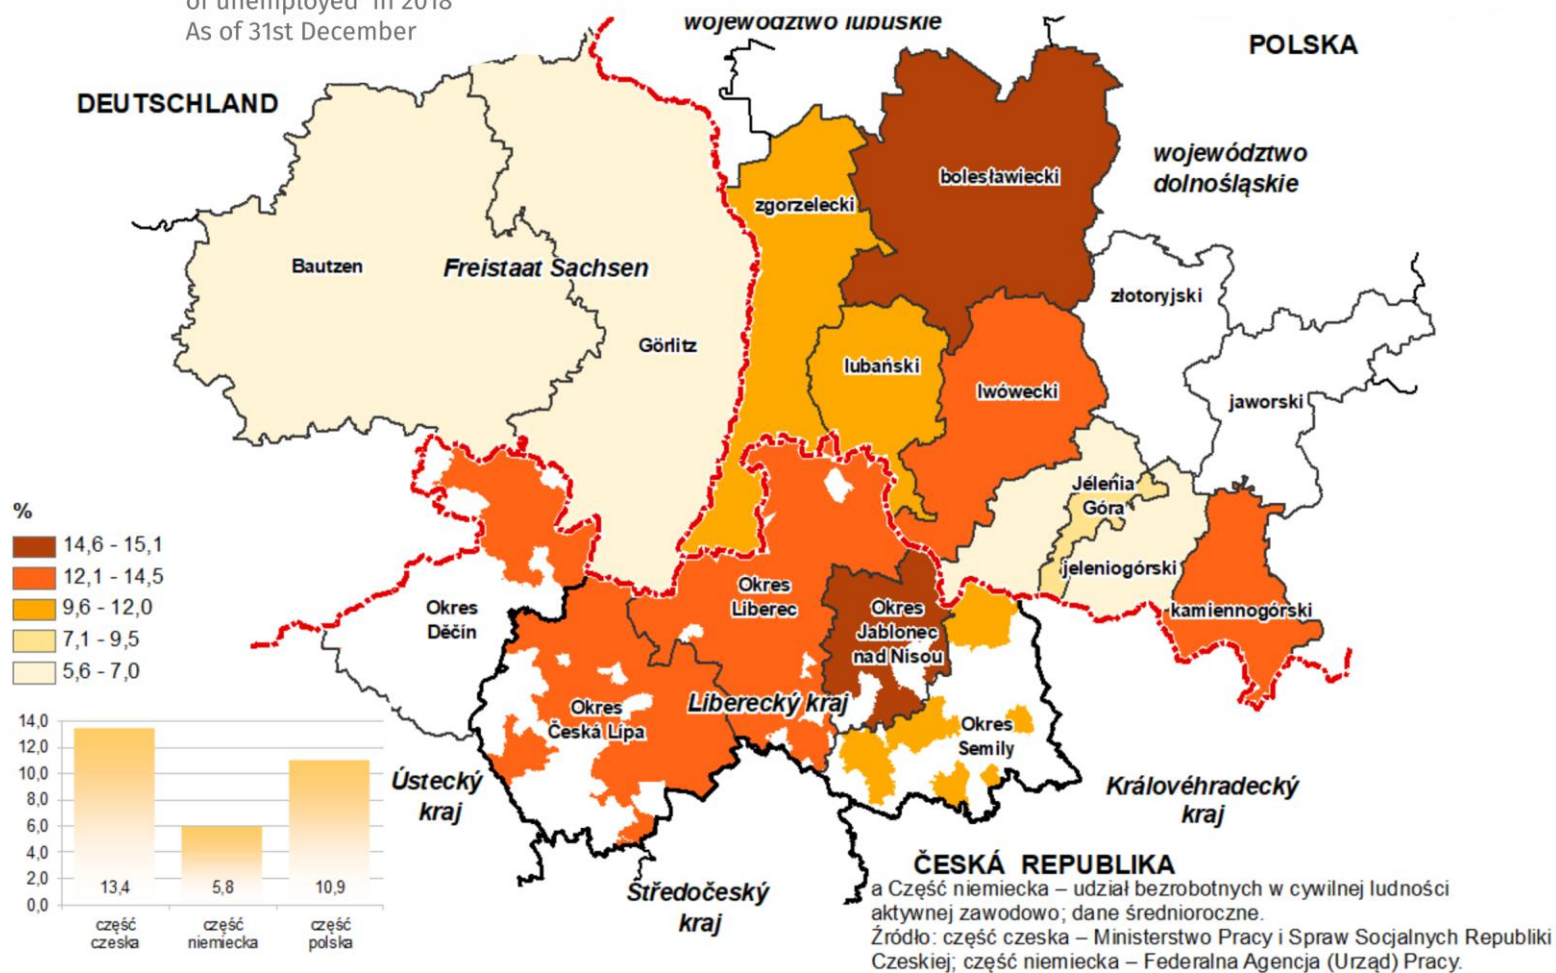 of unemployed in 2018
As of 31st December
województwo lubuskie
POLSKA
DEUTSCHLAND
województwo
dolnośląskie
bolesławiecki
zgorzelecki
Bautzen
Freistaat Sachsen
złotoryjski
Görlitz
lubański
lwówecki
jaworski
Jelenia
Góra
jeleniogórski
kamiennogórski
%
14,6 - 15,1
12,1 - 14,5
9,6 - 12,0
7,1 - 9,5
5,6 - 7,0
Okres
Děčín
Okres
Liberec
Okres
Jablonec
nad Nisou
Okres
Česká Lípa
Liberecký kraj
Okres
Semily
Ústecký
kraj
Královéhradecký
kraj
Středočeský
kraj
ČESKÁ REPUBLIKA
14,0
12,0
10,0
8,0
6,0
4,0
2,0
0,0
13,4
5,8
10,9
część
czeska
część
niemiecka
część
polska
a Część niemiecka – udział bezrobotnych w cywilnej ludności
aktywnej zawodowo; dane średnioroczne.
Źródło: część czeska – Ministerstwo Pracy i Spraw Socjalnych Republiki
Czeskiej; część niemiecka – Federalna Agencja (Urząd) Pracy.